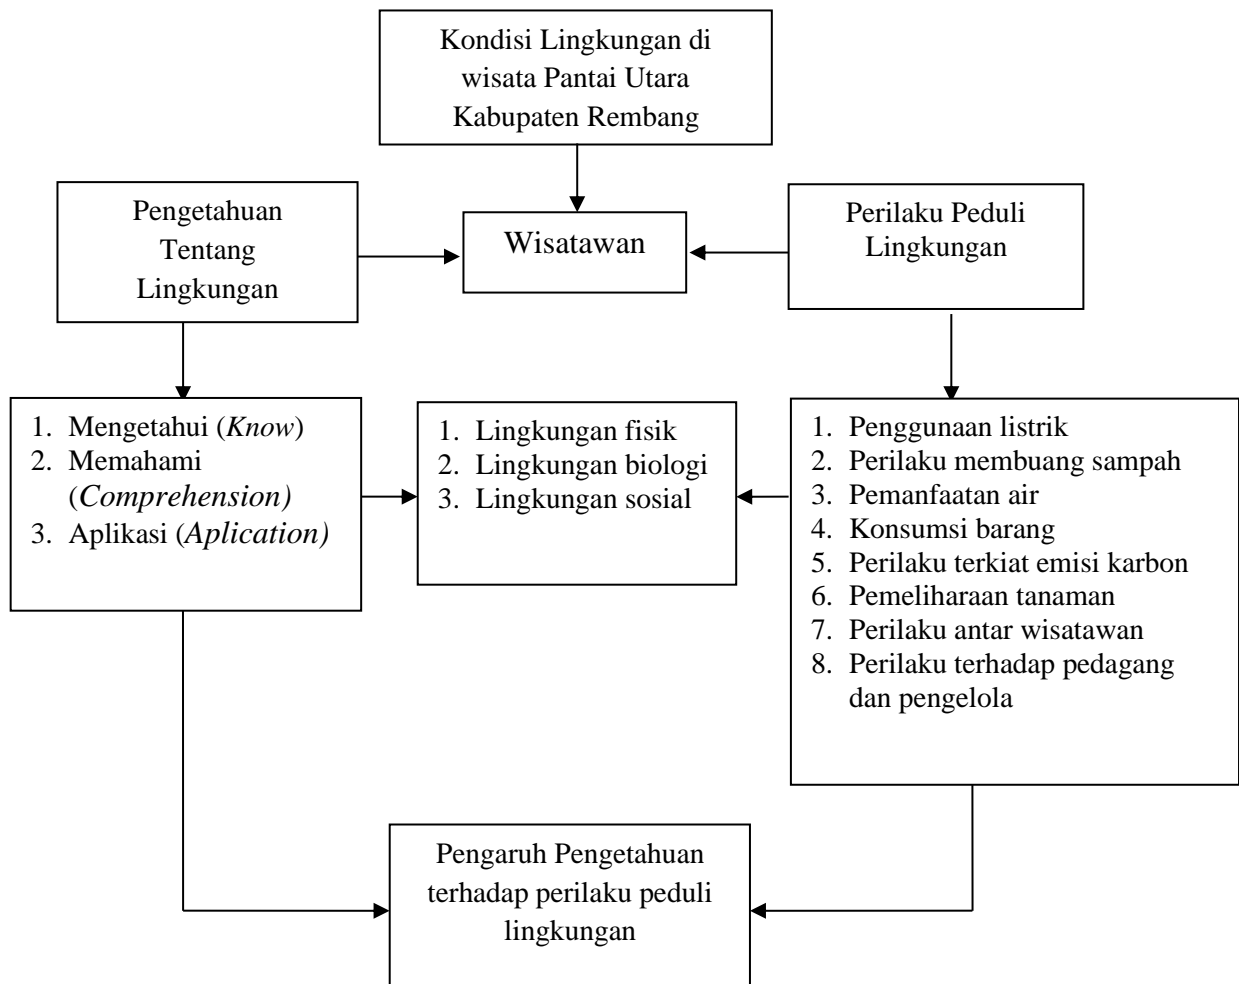 Kondisi Lingkungan di
wisata Pantai Utara
Kabupaten Rembang
Pengetahuan
Tentang
Lingkungan
Wisatawan
Perilaku Peduli
Lingkungan
1. Mengetahui (Know)
2. Memahami
(Comprehension)
3. Aplikasi (Aplication)
1. Lingkungan fisik
2. Lingkungan biologi
3. Lingkungan sosial
1. Penggunaan listrik
2. Perilaku membuang sampah
3. Pemanfaatan air
4. Konsumsi barang
5. Perilaku terkiat emisi karbon
6. Pemeliharaan tanaman
7. Perilaku antar wisatawan
8. Perilaku terhadap pedagang
dan pengelola
Pengaruh Pengetahuan
terhadap perilaku peduli
lingkungan